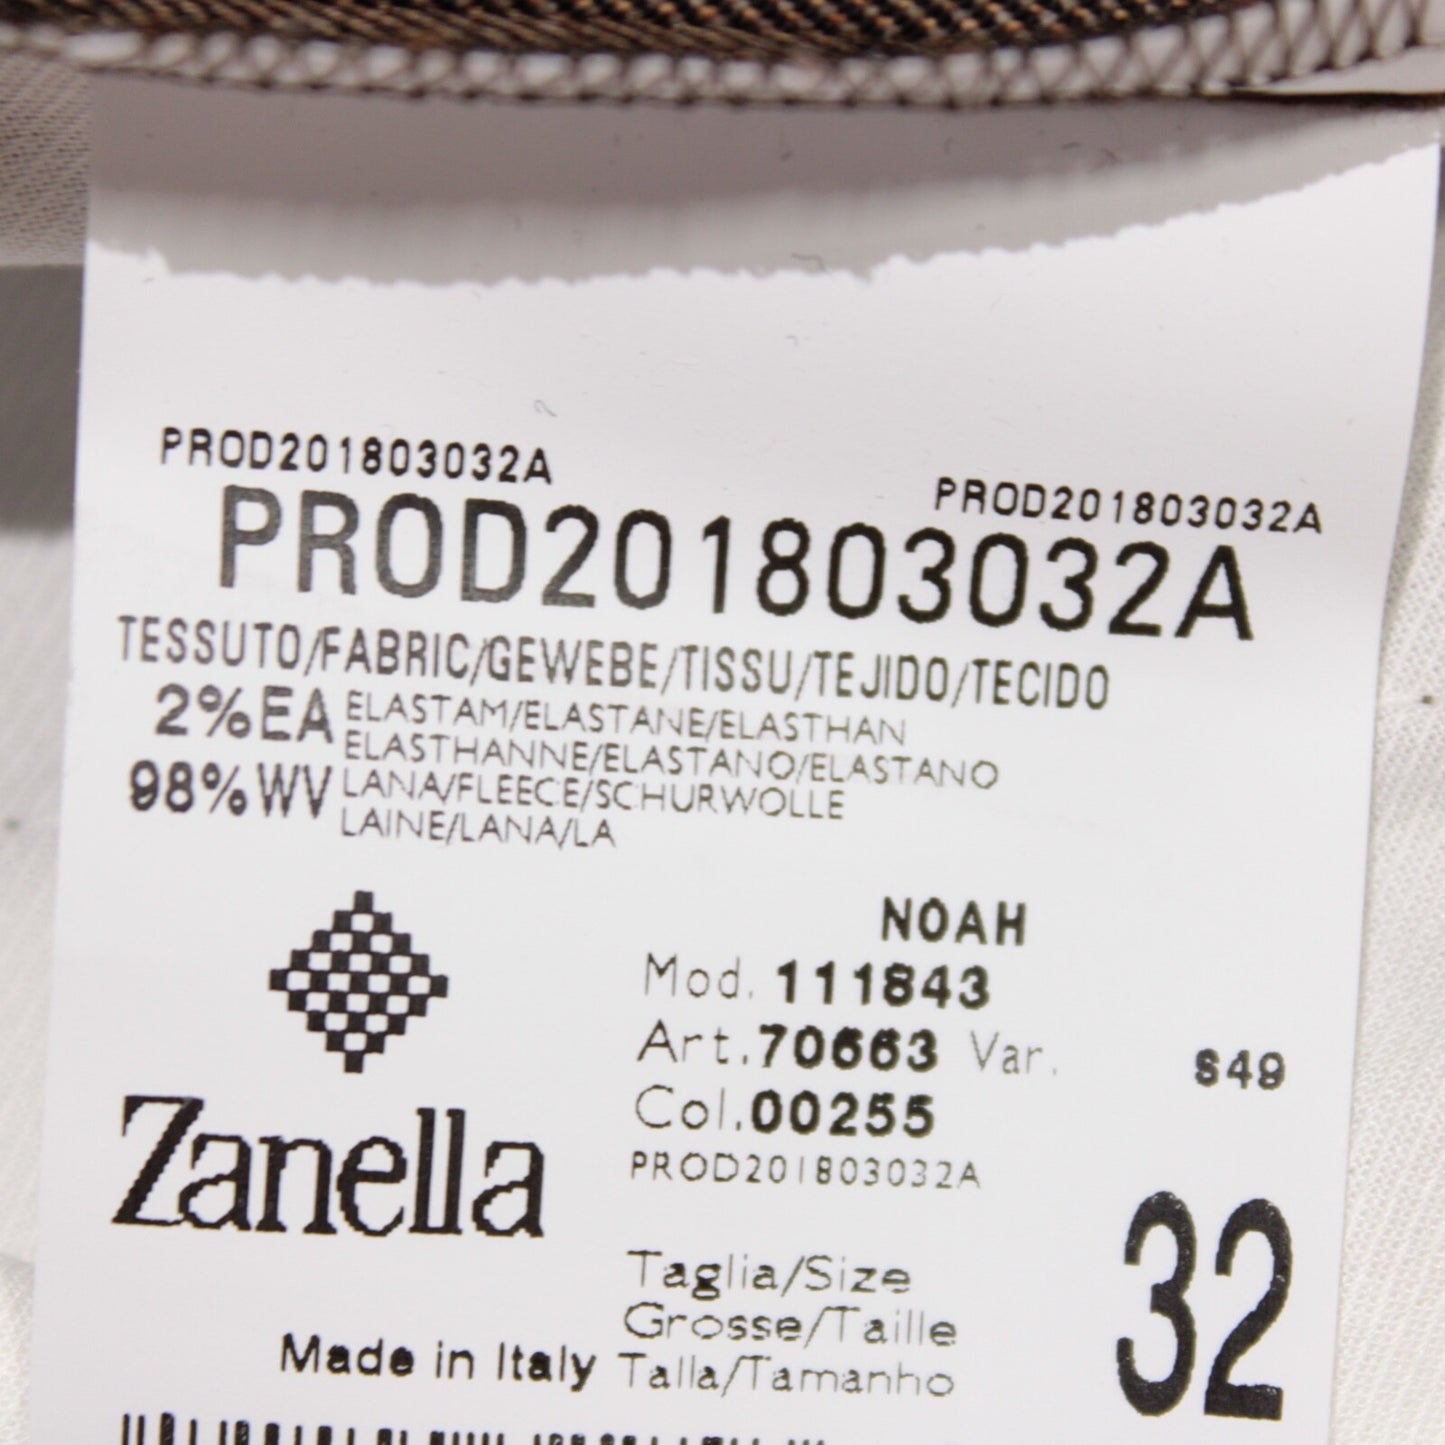 PROD201803032A
PROD201803032A
PROD201803032A
TESSUTO/FABRIC/GEWEBE/TISSU/TEJIDO/TECIDO
2%EA ELASTAM/ELASTANE/ELASTHAN
ELASTHANNE/ELASTANO/ELASTANO
98%WV LANA/FLEECE/SCHURWOLLE
LAINE/LANA/LA
NOAH
Mod. 111843
Art.70663 Var. S49
Col.00255
PROD201803032A
Zanella
Taglia/Size
Grosse/Taille
Talla/Tamanho
32
Made in Italy